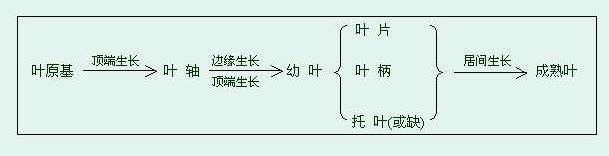 叶原基 顶端生长 叶 轴 边缘生长 顶端生长 幼 叶
叶 片
叶 柄
托 叶(或缺)
居间生长 成熟叶